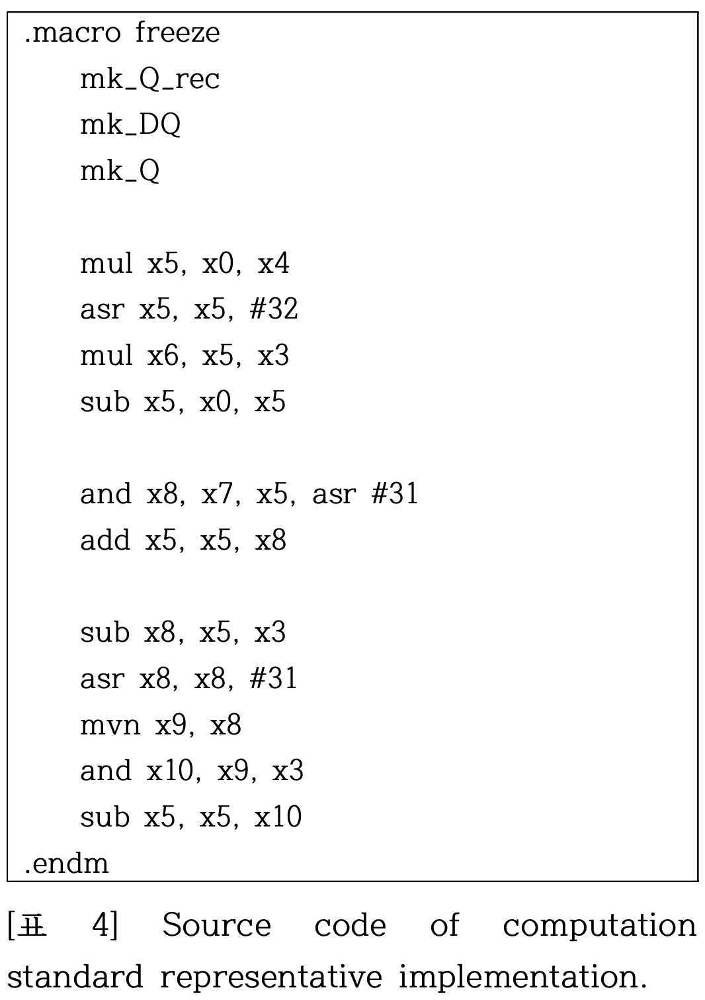 .macro freeze
mk_Q_rec
mk_DQ
mk_Q
mul x5, x0, x4
asr x5, x5, #32
mul x6, x5, x3
sub x5, x0, x5
and x8, x7, x5, asr #31
add x5, x5, x8
sub x8, x5, x3
asr x8, x8, #31
mvn x9, x8
and x10, x9, x3
sub x5, x5, x10
.endm
[표 4] Source code of computation
standard representative implementation.